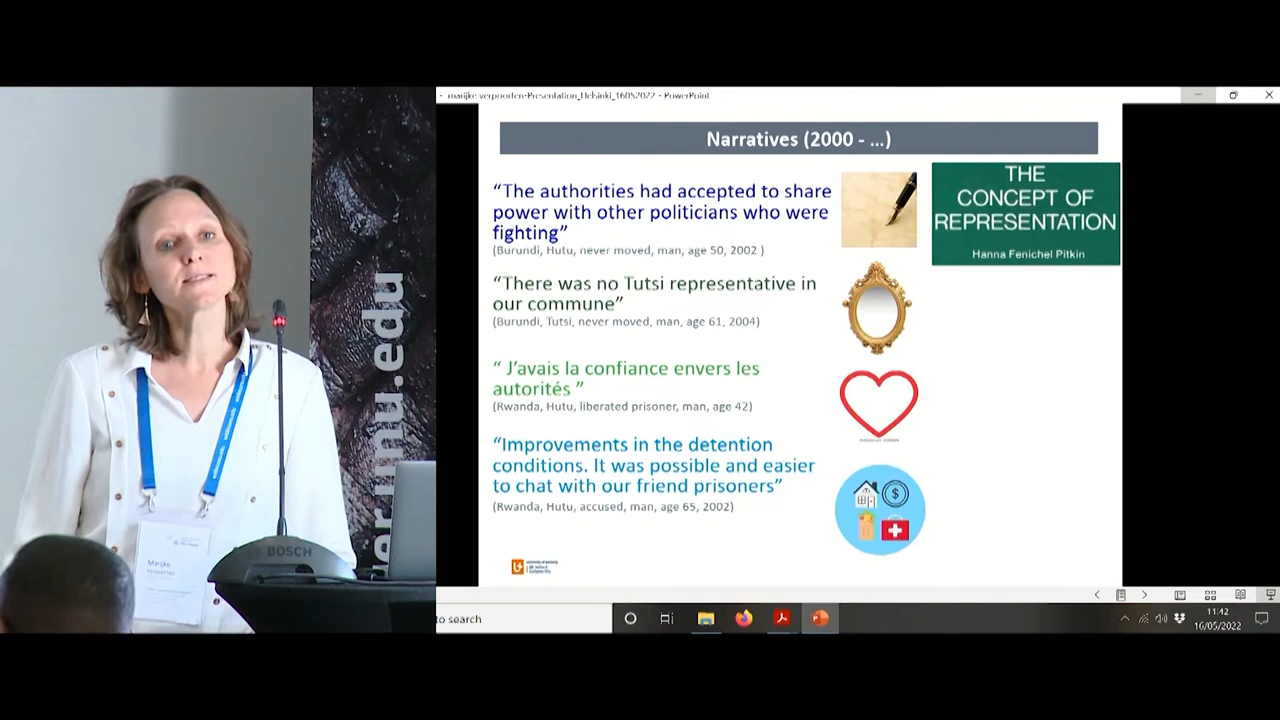 marijke verpoorten-Presentation_Helsinki_16052022 - PowerPoint
Narratives (2000 - ...)
“The authorities had accepted to share
power with other politicians who were
fighting”
(Burundi, Hutu, never moved, man, age 50, 2002 )
“There was no Tutsi representative in
our commune”
(Burundi, Tutsi, never moved, man, age 61, 2004)
“ J’avais la confiance envers les
autorités ”
(Rwanda, Hutu, liberated prisoner, man, age 42)
“Improvements in the detention
conditions. It was possible and easier
to chat with our friend prisoners”
(Rwanda, Hutu, accused, man, age 65, 2002)
THE
CONCEPT OF
REPRESENTATION
Hanna Fenichel Pitkin
to search
11:42
16/05/2022
BOSCH
Marijke
Verpoorten
.edu